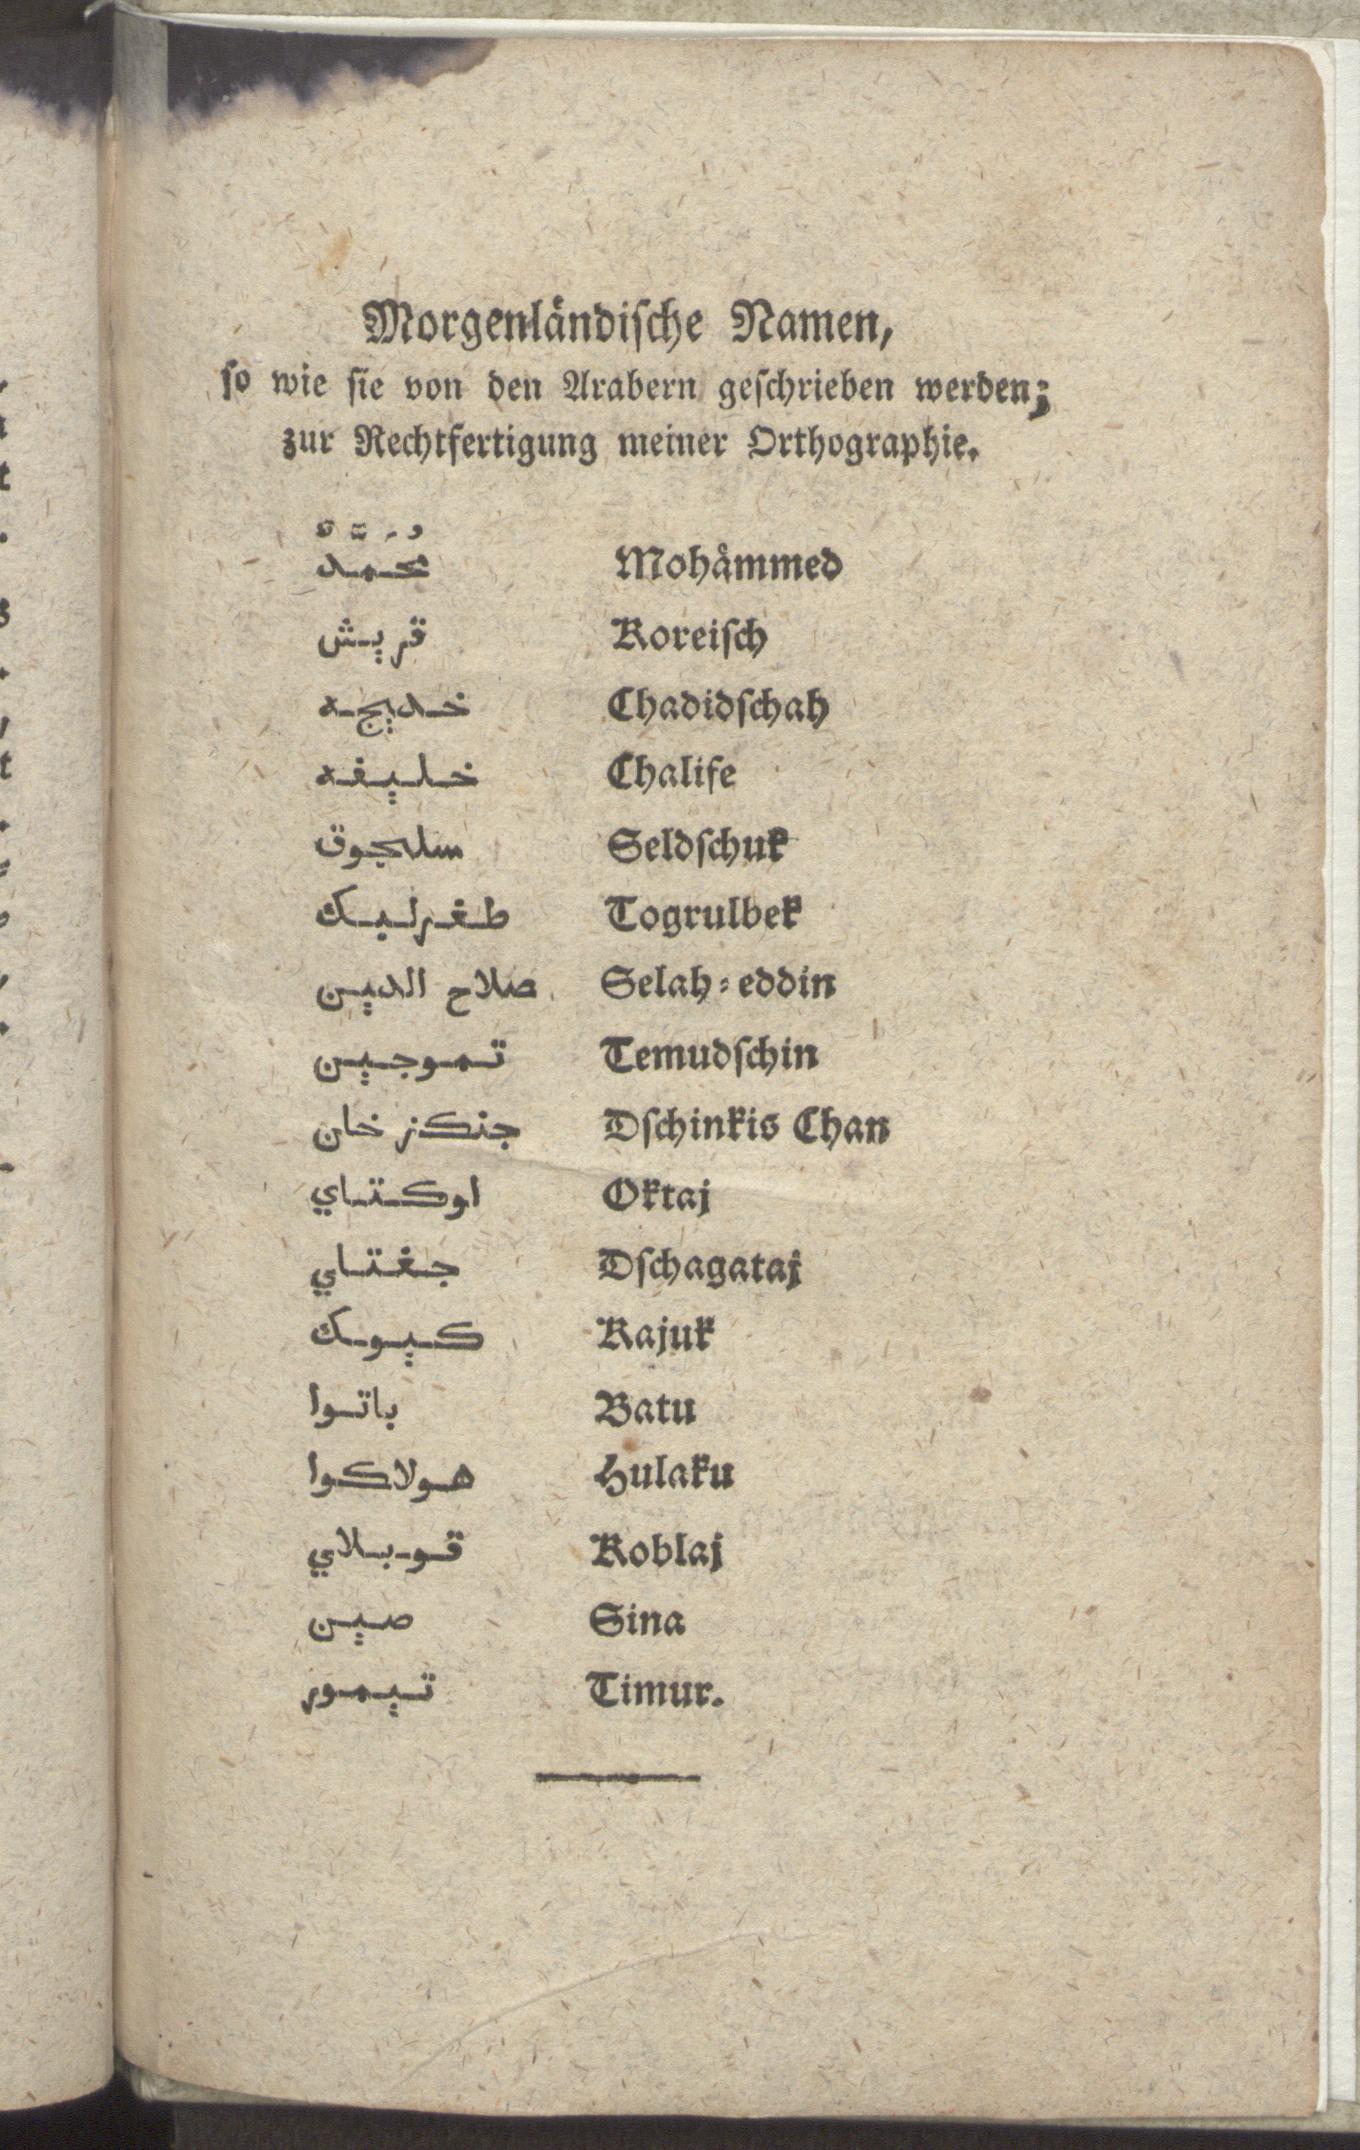 Morgenländiſche Namen,
ſo wie ſie von den Arabern geſchrieben werden;
zur Rechtfertigung meiner Orthographie.
مُحَمَّدْ Mohåmmed
قريش Koreiſch
خديجه Chadidſchah
خليفه Chalife
سلجوق Seldſchuk
طغرلبك Togrulbek
صلاح الدين Selah-eddin
تموجين Temudſchin
جنكز خان Dſchinkis Chan
اوكتاي Oktaj
جغتاي Dſchagataj
كيوك Kajuk
باتوا Batu
هولاكوا Hulaku
قوبلاي Koblaj
صين Sina
تيمور Timur.